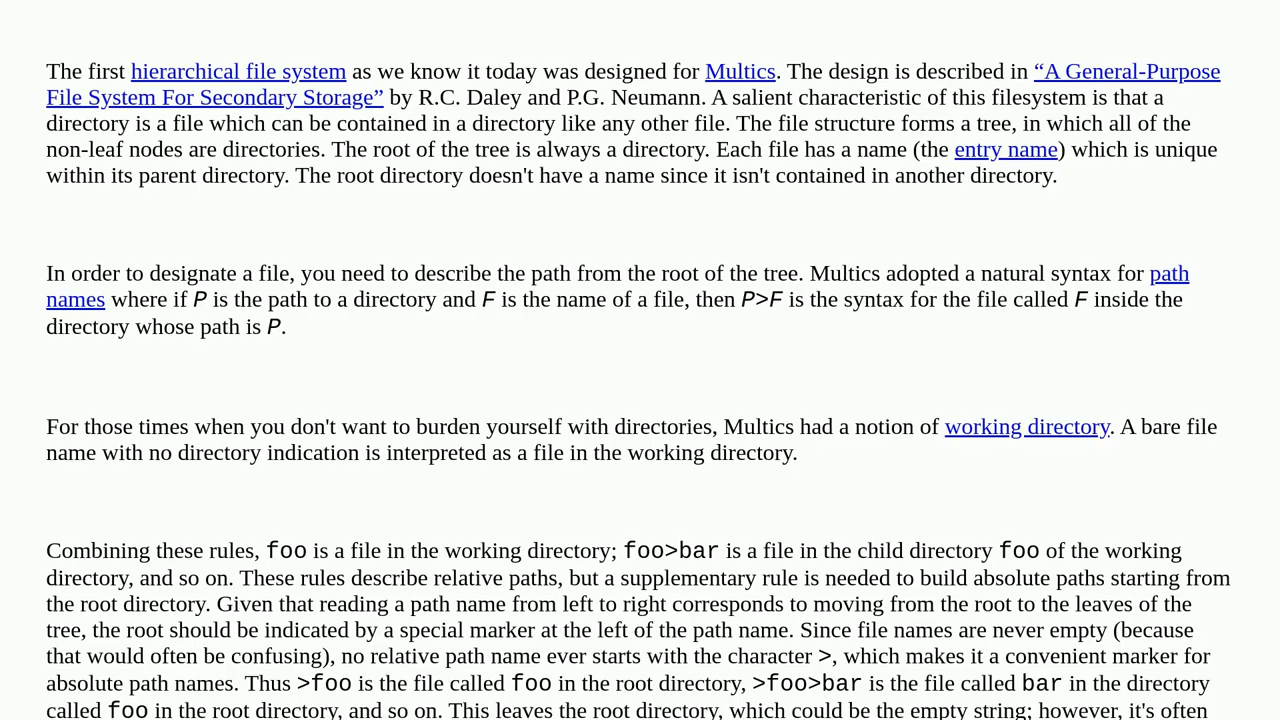 The first hierarchical file system as we know it today was designed for Multics. The design is described in “A General-Purpose
File System For Secondary Storage” by R.C. Daley and P.G. Neumann. A salient characteristic of this filesystem is that a
directory is a file which can be contained in a directory like any other file. The file structure forms a tree, in which all of the
non-leaf nodes are directories. The root of the tree is always a directory. Each file has a name (the entry name) which is unique
within its parent directory. The root directory doesn't have a name since it isn't contained in another directory.
In order to designate a file, you need to describe the path from the root of the tree. Multics adopted a natural syntax for path
names where if P is the path to a directory and F is the name of a file, then P>F is the syntax for the file called F inside the
directory whose path is P.
For those times when you don't want to burden yourself with directories, Multics had a notion of working directory. A bare file
name with no directory indication is interpreted as a file in the working directory.
Combining these rules, foo is a file in the working directory; foo>bar is a file in the child directory foo of the working
directory, and so on. These rules describe relative paths, but a supplementary rule is needed to build absolute paths starting from
the root directory. Given that reading a path name from left to right corresponds to moving from the root to the leaves of the
tree, the root should be indicated by a special marker at the left of the path name. Since file names are never empty (because
that would often be confusing), no relative path name ever starts with the character >, which makes it a convenient marker for
absolute path names. Thus >foo is the file called foo in the root directory, >foo>bar is the file called bar in the directory
called foo in the root directory, and so on. This leaves the root directory, which could be the empty string; however, it's often